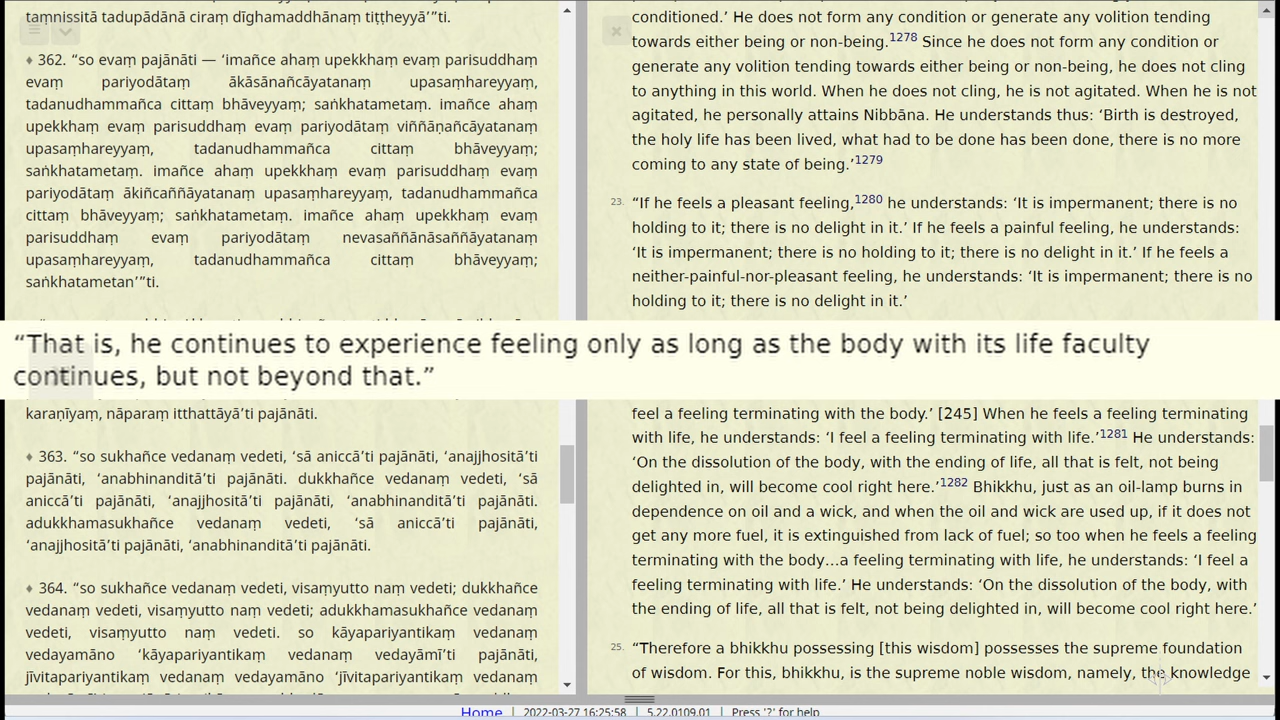 taṃnissitā tadupādānā ciraṃ dīghamaddhānaṃ tiṭṭheyyā’”ti.
♦ 362. “so evaṃ pajānāti — ‘imañce ahaṃ upekkhaṃ evaṃ parisuddhaṃ
evaṃ pariyodātaṃ ākāsānañcāyatanaṃ upasaṃhareyyaṃ,
tadanudhammañca cittaṃ bhāveyyaṃ; saṅkhatametaṃ. imañce ahaṃ
upekkhaṃ evaṃ parisuddhaṃ evaṃ pariyodātaṃ viññāṇañcāyatanaṃ
upasaṃhareyyaṃ, tadanudhammañca cittaṃ bhāveyyaṃ;
saṅkhatametaṃ. imañce ahaṃ upekkhaṃ evaṃ parisuddhaṃ evaṃ
pariyodātaṃ ākiñcaññāyatanaṃ upasaṃhareyyaṃ, tadanudhammañca
cittaṃ bhāveyyaṃ; saṅkhatametaṃ. imañce ahaṃ upekkhaṃ evaṃ
parisuddhaṃ evaṃ pariyodātaṃ nevasaññānāsaññāyatanaṃ
upasaṃhareyyaṃ, tadanudhammañca cittaṃ bhāveyyaṃ;
saṅkhatametan’”ti.
karaṇīyaṃ, nāparaṃ itthattāyā’ti pajānāti.
♦ 363. “so sukhañce vedanaṃ vedeti, ‘sā aniccā’ti pajānāti, ‘anajjhositā’ti
pajānāti, ‘anabhinanditā’ti pajānāti. dukkhañce vedanaṃ vedeti, ‘sā
aniccā’ti pajānāti, ‘anajjhositā’ti pajānāti, ‘anabhinanditā’ti pajānāti.
adukkhamasukhañce vedanaṃ vedeti, ‘sā aniccā’ti pajānāti,
‘anajjhositā’ti pajānāti, ‘anabhinanditā’ti pajānāti.
♦ 364. “so sukhañce vedanaṃ vedeti, visaṃyutto naṃ vedeti; dukkhañce
vedanaṃ vedeti, visaṃyutto naṃ vedeti; adukkhamasukhañce vedanaṃ
vedeti, visaṃyutto naṃ vedeti. so kāyapariyantikaṃ vedanaṃ
vedayamāno ‘kāyapariyantikaṃ vedanaṃ vedayāmī’ti pajānāti,
jīvitapariyantikaṃ vedanaṃ vedayamāno ‘jīvitapariyantikaṃ vedanaṃ
conditioned.’ He does not form any condition or generate any volition tending
towards either being or non-being.1278 Since he does not form any condition or
generate any volition tending towards either being or non-being, he does not cling
to anything in this world. When he does not cling, he is not agitated. When he is not
agitated, he personally attains Nibbāna. He understands thus: ‘Birth is destroyed,
the holy life has been lived, what had to be done has been done, there is no more
coming to any state of being.’1279
23. “If he feels a pleasant feeling,1280 he understands: ‘It is impermanent; there is no
holding to it; there is no delight in it.’ If he feels a painful feeling, he understands:
‘It is impermanent; there is no holding to it; there is no delight in it.’ If he feels a
neither-painful-nor-pleasant feeling, he understands: ‘It is impermanent; there is no
holding to it; there is no delight in it.’
“That is, he continues to experience feeling only as long as the body with its life faculty
continues, but not beyond that.”
feel a feeling terminating with the body.’ [245] When he feels a feeling terminating
with life, he understands: ‘I feel a feeling terminating with life.’1281 He understands:
‘On the dissolution of the body, with the ending of life, all that is felt, not being
delighted in, will become cool right here.’1282 Bhikkhu, just as an oil-lamp burns in
dependence on oil and a wick, and when the oil and wick are used up, if it does not
get any more fuel, it is extinguished from lack of fuel; so too when he feels a feeling
terminating with the body…a feeling terminating with life, he understands: ‘I feel a
feeling terminating with life.’ He understands: ‘On the dissolution of the body, with
the ending of life, all that is felt, not being delighted in, will become cool right here.’
25. “Therefore a bhikkhu possessing [this wisdom] possesses the supreme foundation
of wisdom. For this, bhikkhu, is the supreme noble wisdom, namely, the knowledge
Home | 2022-03-27 16:25:58 | 5.22.0109.01 | Press ‘?’ for help